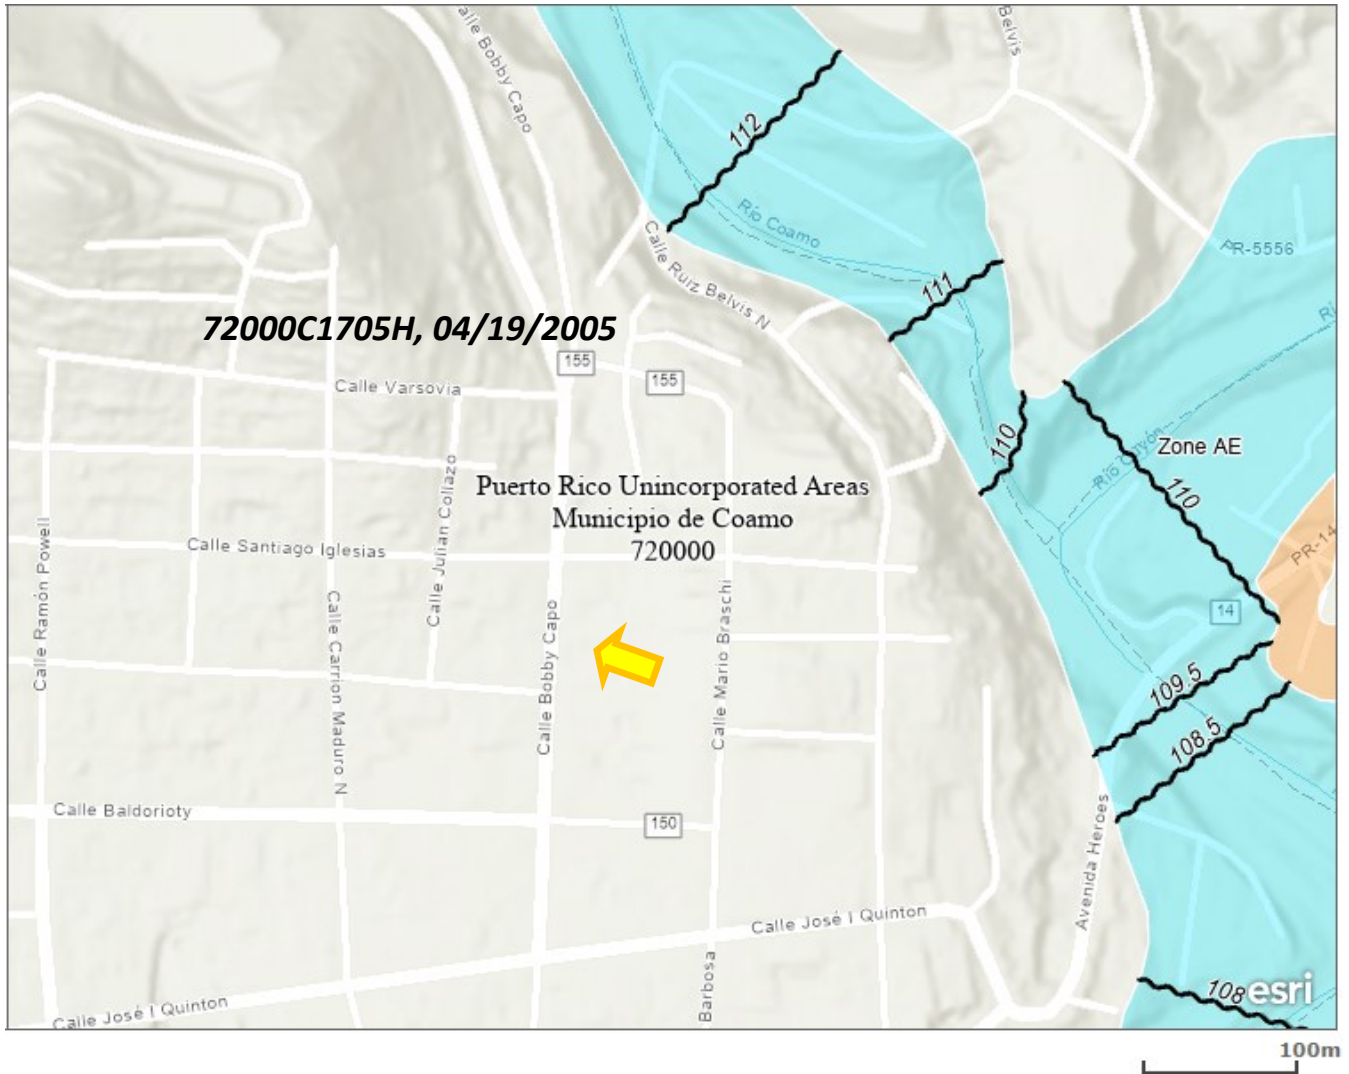 alle Bobby Capo
Belvis
112
Río Coamo
PR-5556
Calle Ruiz Belvis N
111
72000C1705H, 04/19/2005
155
155
Calle Varsovia
110
Zone AE
Río Cuyón
110
Puerto Rico Unincorporated Areas
Municipio de Coamo
720000
Calle Julian Collazo
Calle Santiago Iglesias
Calle Ramón Powell
Calle Carrion Maduro N
Calle Bobby Capo
Calle Mario Braschi
PR-14
14
109.5
108.5
Calle Baldorioty
150
Avenida Heroes
Calle José I Quinton
Barbosa
Calle José I Quinton
108
esri
100m